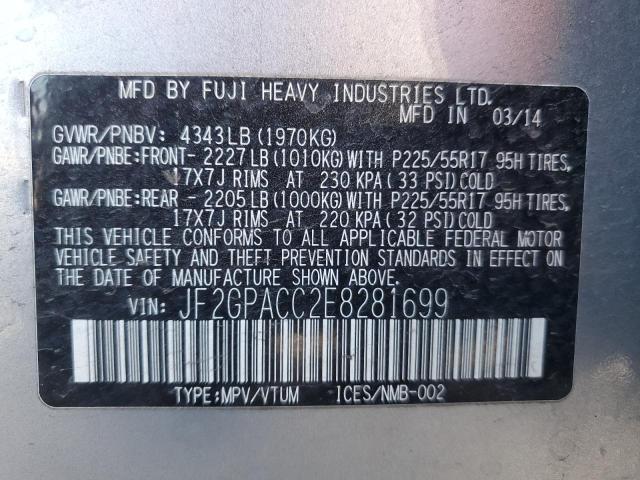 MFD BY FUJI HEAVY INDUSTRIES LTD.
MFD IN 03/14
GVWR/PNBV: 4343LB (1970KG)
GAWR/PNBE:FRONT- 2227LB (1010KG) WITH P225/55R17 95H TIRES,
17X7J RIMS AT 230 KPA ( 33 PSI) COLD
GAWR/PNBE:REAR - 2205LB (1000KG) WITH P225/55R17 95H TIRES,
17X7J RIMS AT 220 KPA ( 32 PSI) COLD
THIS VEHICLE CONFORMS TO ALL APPLICABLE FEDERAL MOTOR
VEHICLE SAFETY AND THEFT PREVENTION STANDARDS IN EFFECT ON
THE DATE OF MANUFACTURE SHOWN ABOVE.
VIN: JF2GPACC2E8281699
TYPE:MPV/VTUM ICES/NMB-002